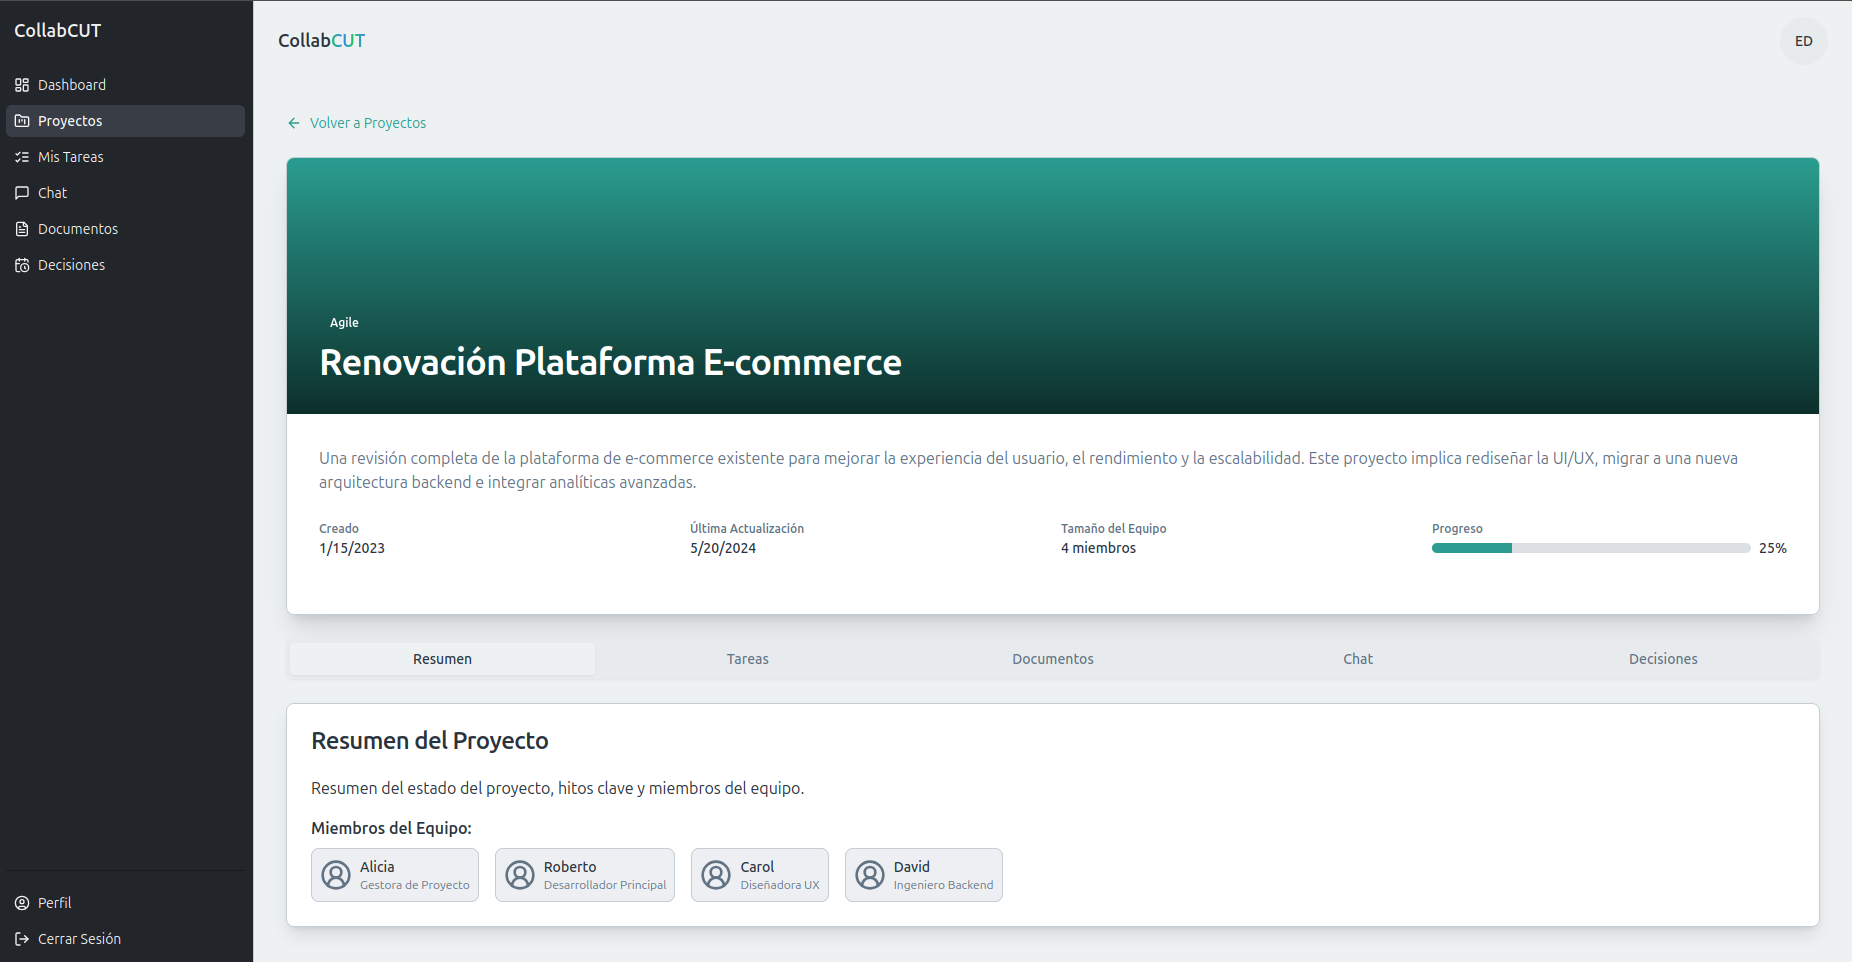 CollabCUT
Dashboard
Proyectos
Mis Tareas
Chat
Documentos
Decisiones
Perfil
Cerrar Sesión
CollabCUT
ED
Volver a Proyectos
Agile
Renovación Plataforma E-commerce
Una revisión completa de la plataforma de e-commerce existente para mejorar la experiencia del usuario, el rendimiento y la escalabilidad. Este proyecto implica rediseñar la UI/UX, migrar a una nueva
arquitectura backend e integrar analíticas avanzadas.
Creado
1/15/2023
Última Actualización
5/20/2024
Tamaño del Equipo
4 miembros
Progreso
25%
Resumen
Tareas
Documentos
Chat
Decisiones
Resumen del Proyecto
Resumen del estado del proyecto, hitos clave y miembros del equipo.
Miembros del Equipo:
Alicia
Gestora de Proyecto
Roberto
Desarrollador Principal
Carol
Diseñadora UX
David
Ingeniero Backend